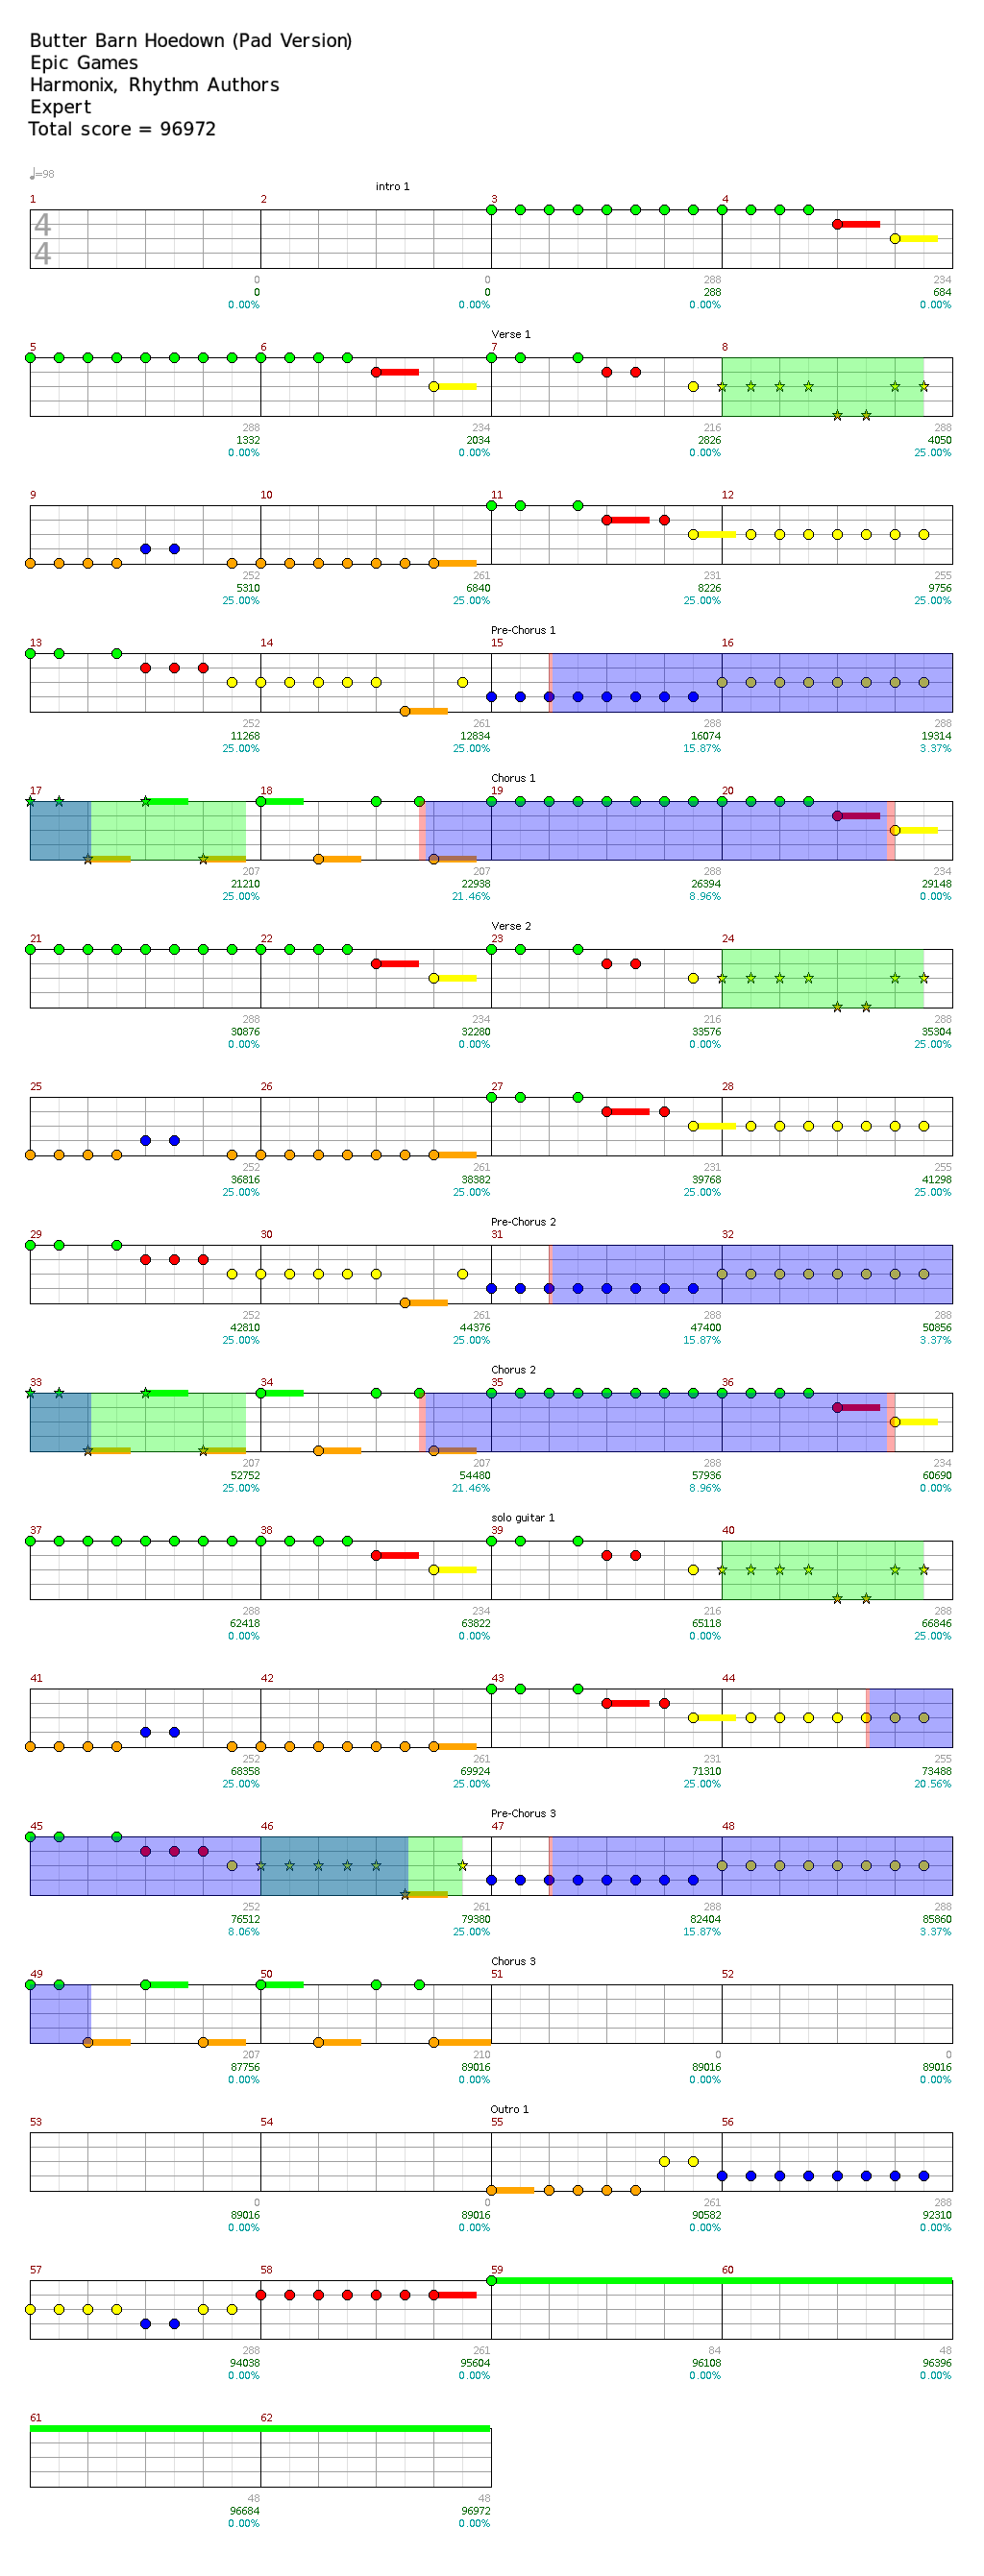 Butter Barn Hoedown (Pad Version)
Epic Games
Harmonix, Rhythm Authors
Expert
Total score = 96972
♩=98
intro 1
1 2 3 4
4
4
0 0 288 234
0 0 288 684
0.00% 0.00% 0.00% 0.00%
Verse 1
5 6 7 8
288 234 216 288
1332 2034 2826 4050
0.00% 0.00% 0.00% 25.00%
9 10 11 12
252 261 231 255
5310 6840 8226 9756
25.00% 25.00% 25.00% 25.00%
Pre-Chorus 1
13 14 15 16
252 261 288 288
11268 12834 16074 19314
25.00% 25.00% 15.87% 3.37%
Chorus 1
17 18 19 20
207 207 288 234
21210 22938 26394 29148
25.00% 21.46% 8.96% 0.00%
Verse 2
21 22 23 24
288 234 216 288
30876 32280 33576 35304
0.00% 0.00% 0.00% 25.00%
25 26 27 28
252 261 231 255
36816 38382 39768 41298
25.00% 25.00% 25.00% 25.00%
Pre-Chorus 2
29 30 31 32
252 261 288 288
42810 44376 47400 50856
25.00% 25.00% 15.87% 3.37%
Chorus 2
33 34 35 36
207 207 288 234
52752 54480 57936 60690
25.00% 21.46% 8.96% 0.00%
solo guitar 1
37 38 39 40
288 234 216 288
62418 63822 65118 66846
0.00% 0.00% 0.00% 25.00%
41 42 43 44
252 261 231 255
68358 69924 71310 73488
25.00% 25.00% 25.00% 20.56%
Pre-Chorus 3
45 46 47 48
252 261 288 288
76512 79380 82404 85860
8.06% 25.00% 15.87% 3.37%
Chorus 3
49 50 51 52
207 210 0 0
87756 89016 89016 89016
0.00% 0.00% 0.00% 0.00%
Outro 1
53 54 55 56
0 0 261 288
89016 89016 90582 92310
0.00% 0.00% 0.00% 0.00%
57 58 59 60
288 261 84 48
94038 95604 96108 96396
0.00% 0.00% 0.00% 0.00%
61 62
48 48
96684 96972
0.00% 0.00%